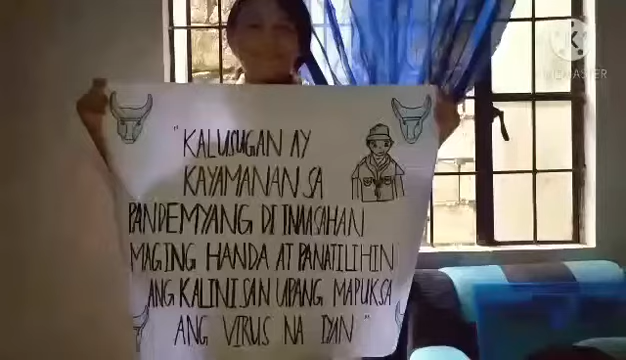 "KALUSUGAN AY
KAYAMANAN SA
PANDEMYANG DI INAASAHAN
MAGING HANDA AT PANATILIHIN
ANG KALINISAN UPANG MAPUKSA
ANG VIRUS NA IYAN"